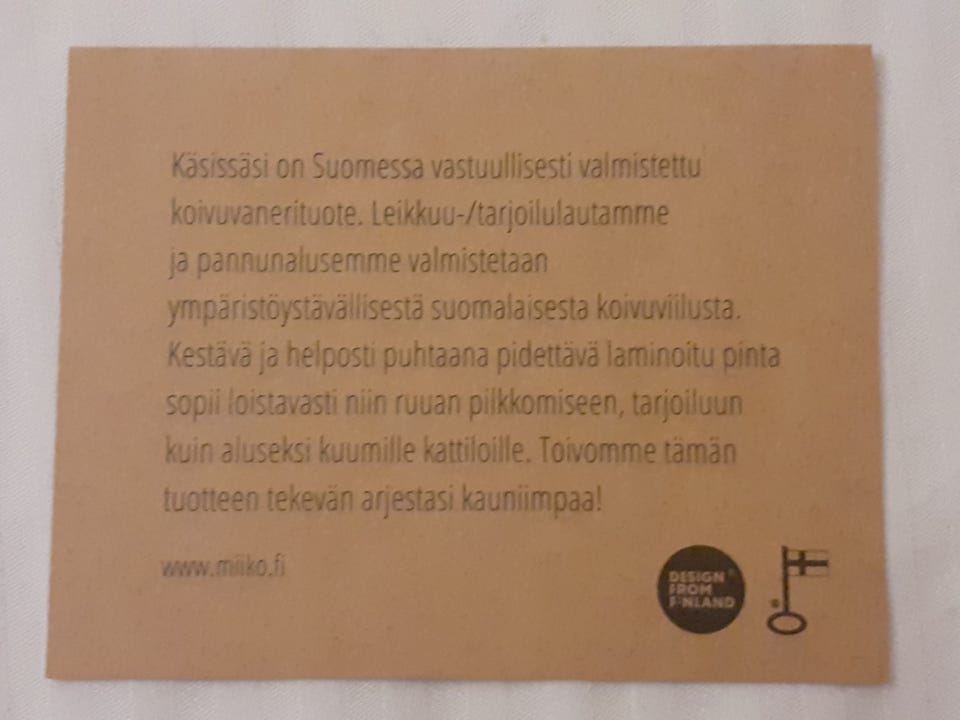 Käsissäsi on Suomessa vastuullisesti valmistettu
koivuvanerituote. Leikkuu-/tarjoilulautamme
ja pannunalusemme valmistetaan
ympäristöystävällisestä suomalaisesta koivuviilusta.
Kestävä ja helposti puhtaana pidettävä laminoitu pinta
sopii loistavasti niin ruuan pilkkomiseen, tarjoiluun
kuin aluseksi kuumille kattiloille. Toivomme tämän
tuotteen tekevän arjestasi kauniimpaa!
www.miiko.fi
DESIGN
FROM
FINLAND